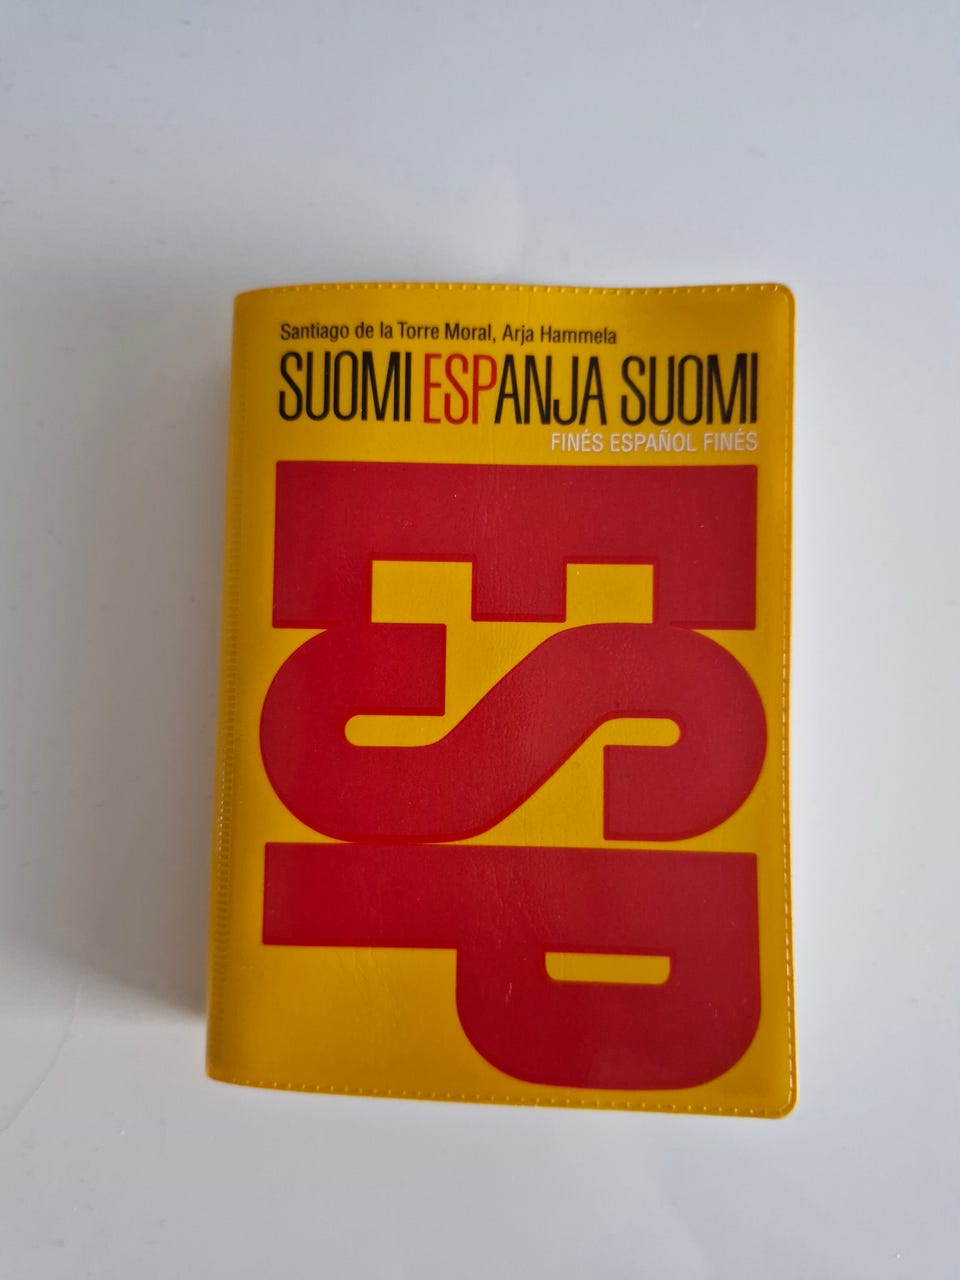 Santiago de la Torre Moral, Arja Hammela
SUOMI ESPANJA SUOMI
FINÉS ESPAÑOL FINÉS
ESP